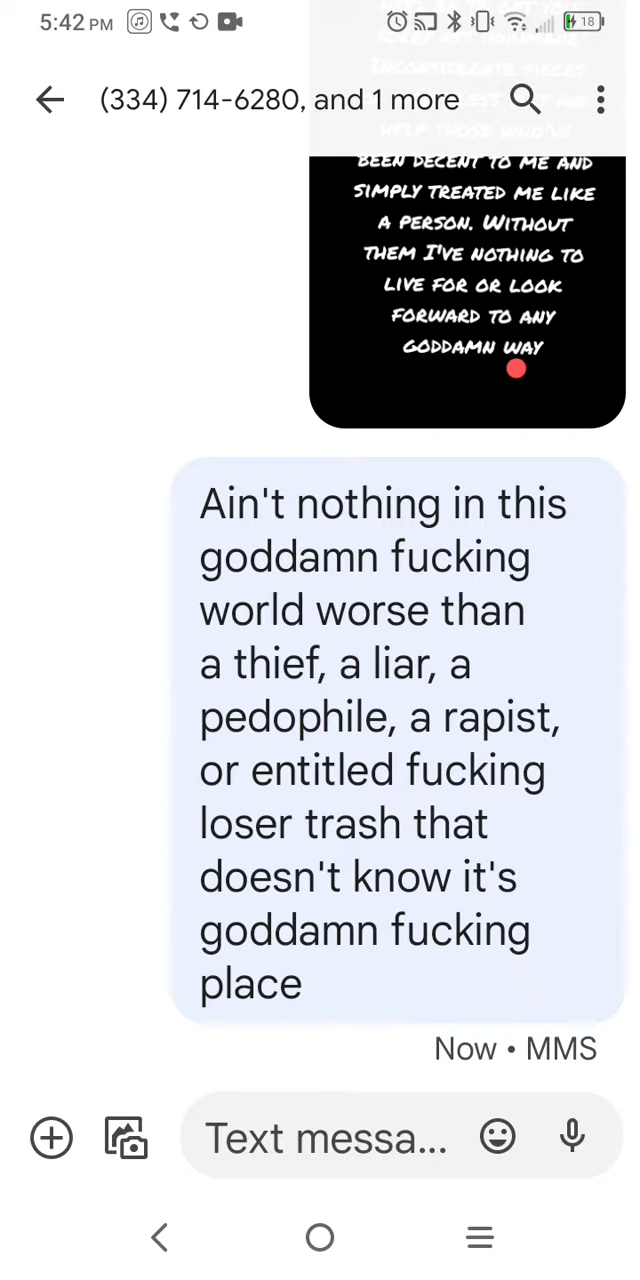 5:42 PM
18
(334) 714-6280, and 1 more
BEEN DECENT TO ME AND
SIMPLY TREATED ME LIKE
A PERSON. WITHOUT
THEM I'VE NOTHING TO
LIVE FOR OR LOOK
FORWARD TO ANY
GODDAMN WAY
Ain't nothing in this
goddamn fucking
world worse than
a thief, a liar, a
pedophile, a rapist,
or entitled fucking
loser trash that
doesn't know it's
goddamn fucking
place
Now • MMS
Text messa...